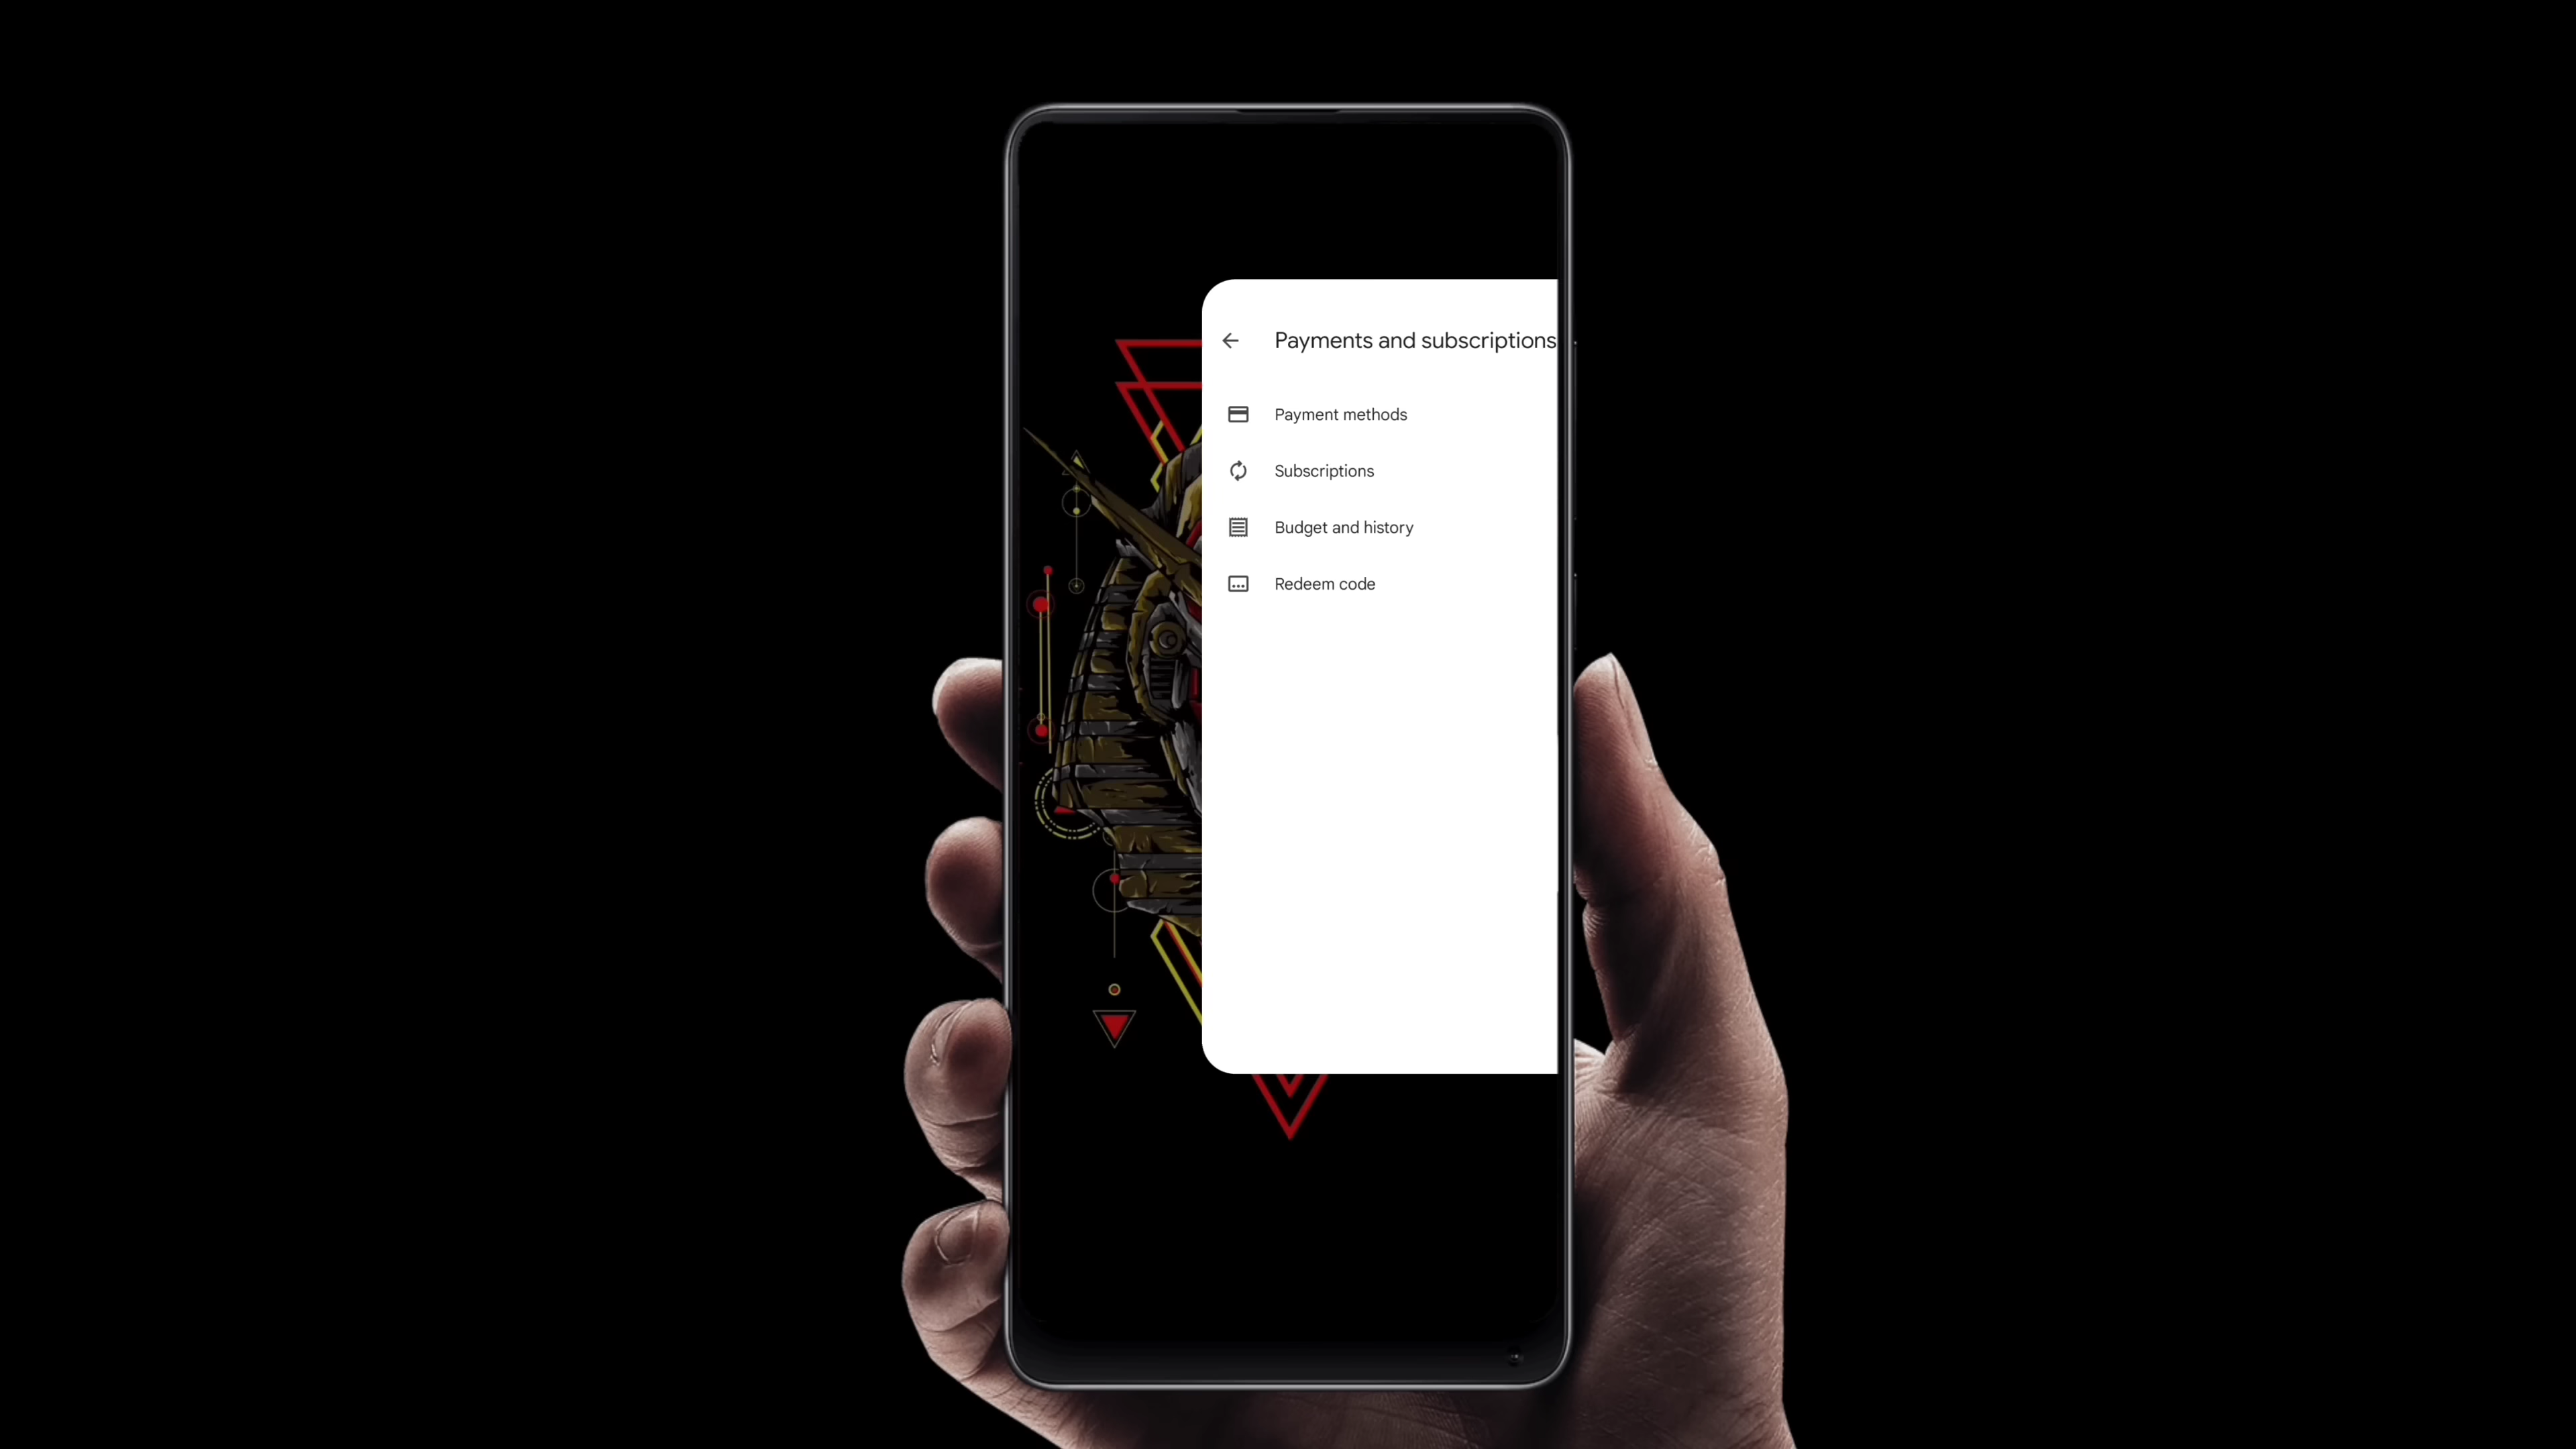 Payments and subscriptions
Payment methods
Subscriptions
Budget and history
Redeem code